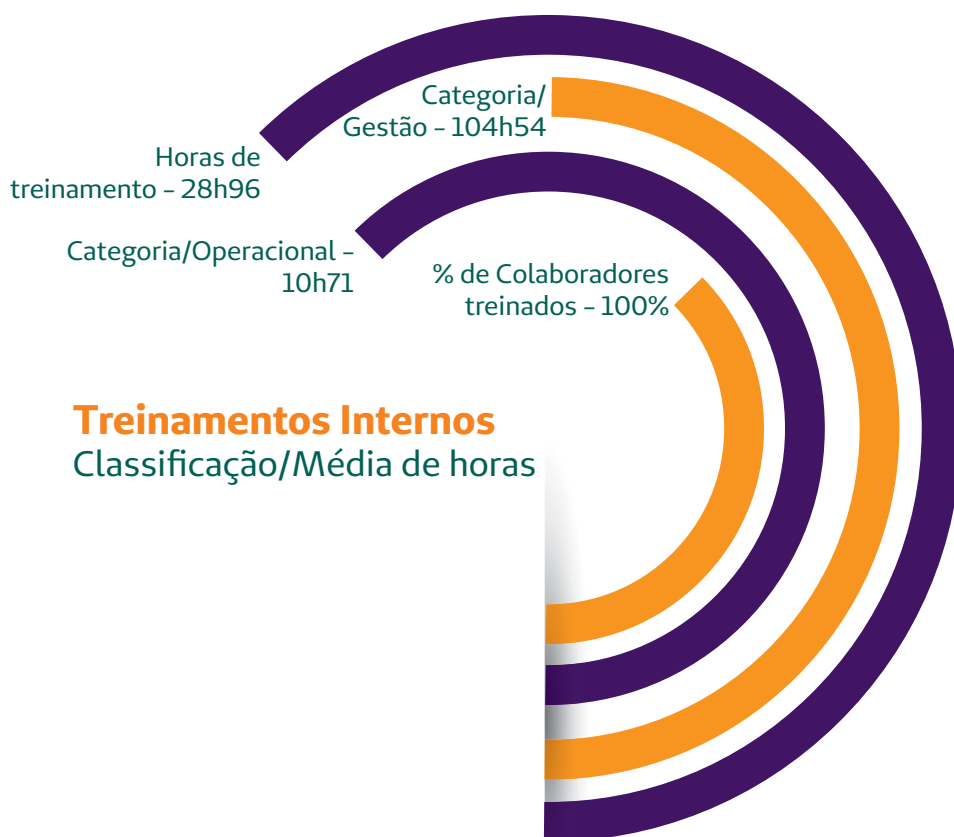 Categoria/
Gestão – 104h54
Horas de
treinamento – 28h96
Categoria/Operacional –
10h71
% de Colaboradores
treinados – 100%
Treinamentos Internos
Classificação/Média de horas